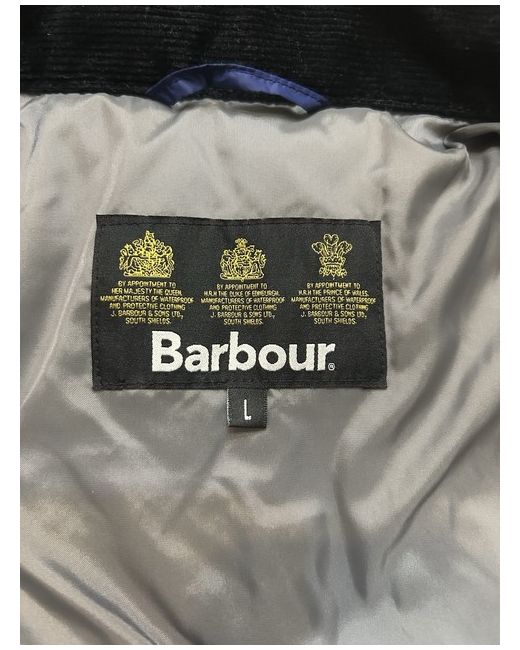 BY APPOINTMENT TO
HER MAJESTY THE QUEEN.
MANUFACTURERS OF WATERPROOF
AND PROTECTIVE CLOTHING
J. BARBOUR & SONS LTD.,
SOUTH SHIELDS.
BY APPOINTMENT TO
H.R.H. THE DUKE OF EDINBURGH.
MANUFACTURERS OF WATERPROOF
AND PROTECTIVE CLOTHING
J. BARBOUR & SONS LTD.,
SOUTH SHIELDS.
BY APPOINTMENT TO
H.R.H. THE PRINCE OF WALES.
MANUFACTURERS OF WATERPROOF
AND PROTECTIVE CLOTHING
J. BARBOUR & SONS LTD.,
SOUTH SHIELDS.
Barbour®
L